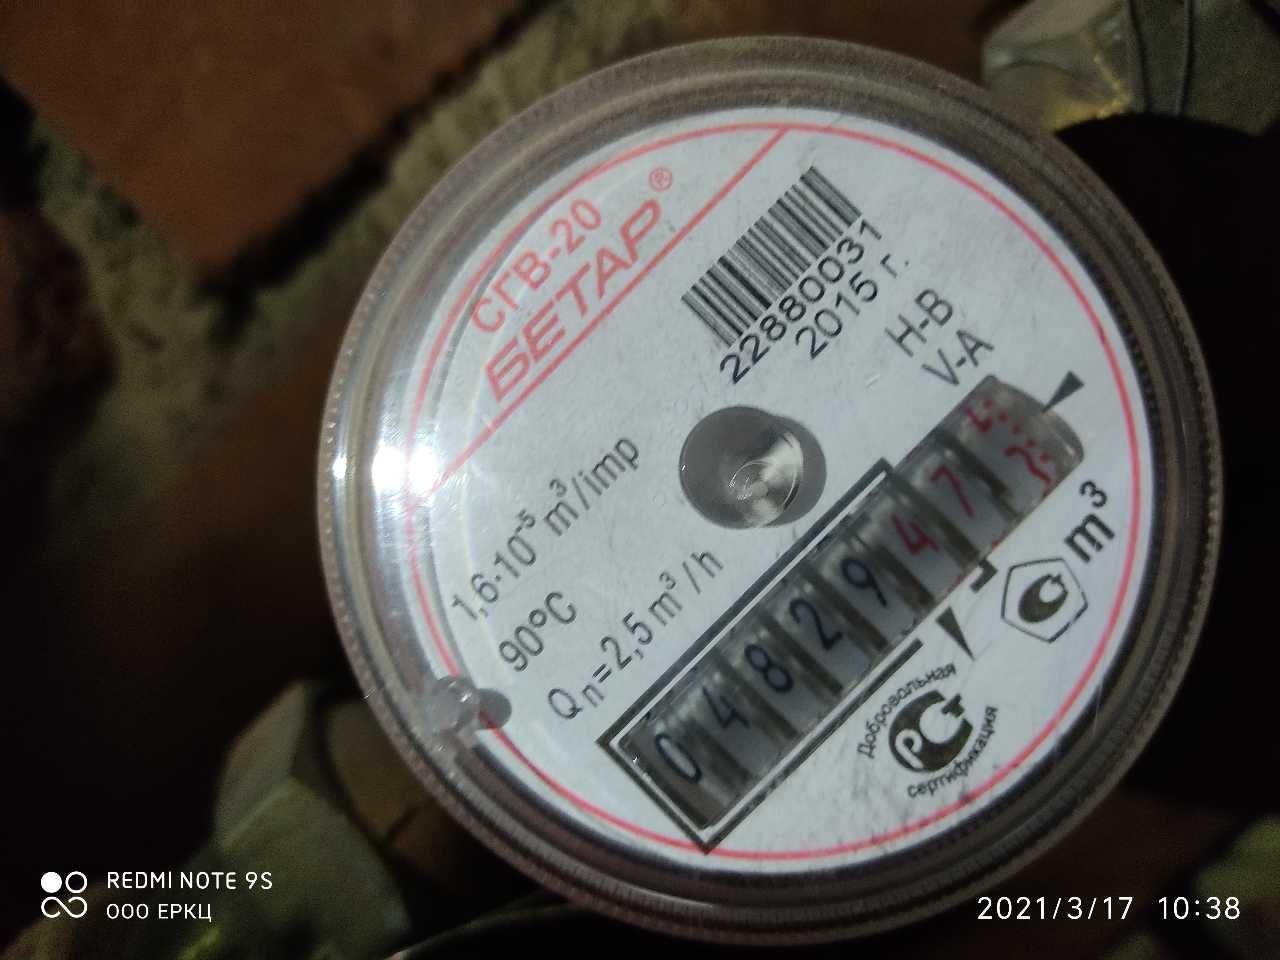 СГВ-20
БЕТАР®
22880031
2015 г.
Н-В
V-A
1,6·10⁻⁵ m³/imp
90°C
Qn=2,5 m³/h
0482947
m³
Добровольная
РСТ
сертификация
REDMI NOTE 9S
ООО ЕРКЦ
2021/3/17 10:38